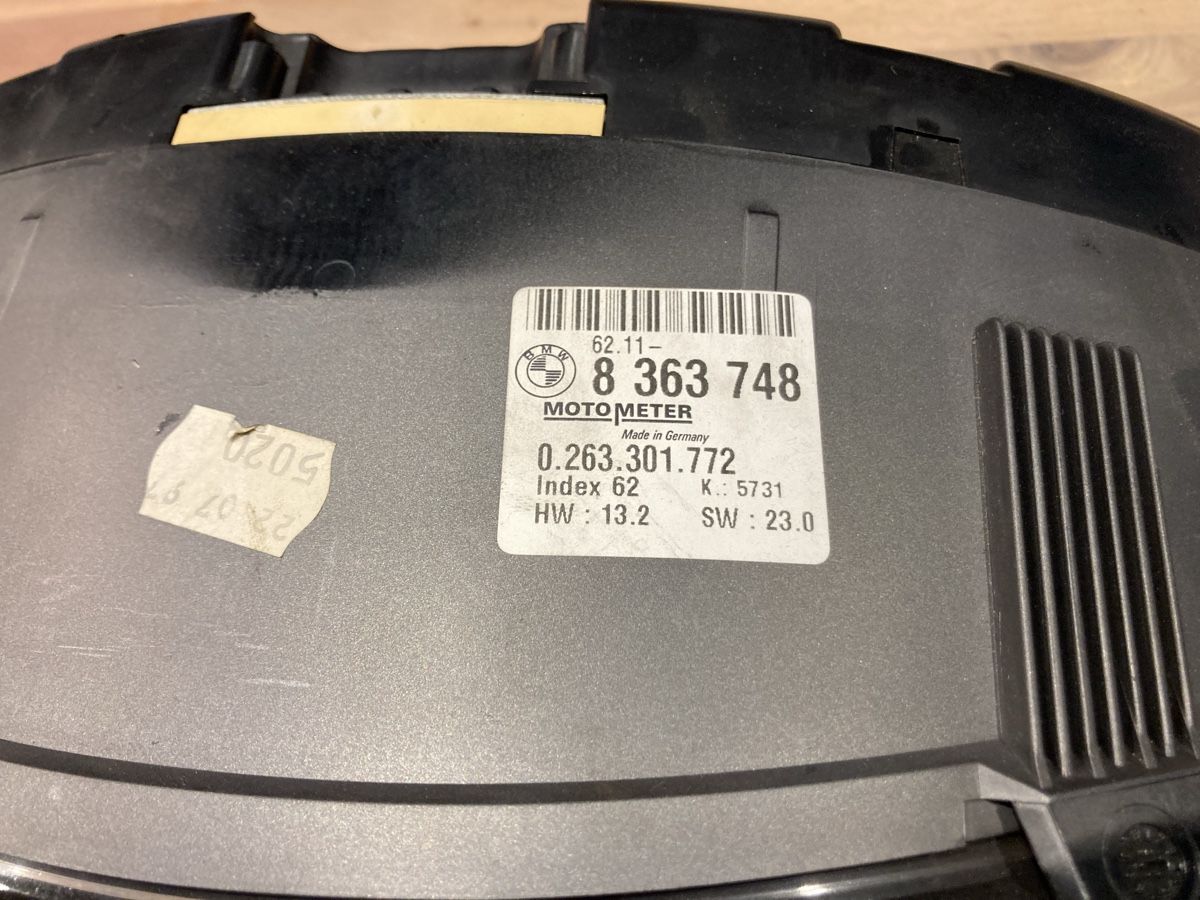 62.11–
BMW
8 363 748
MOTOMETER
Made in Germany
0.263.301.772
Index 62 K.: 5731
HW : 13.2 SW : 23.0
5020